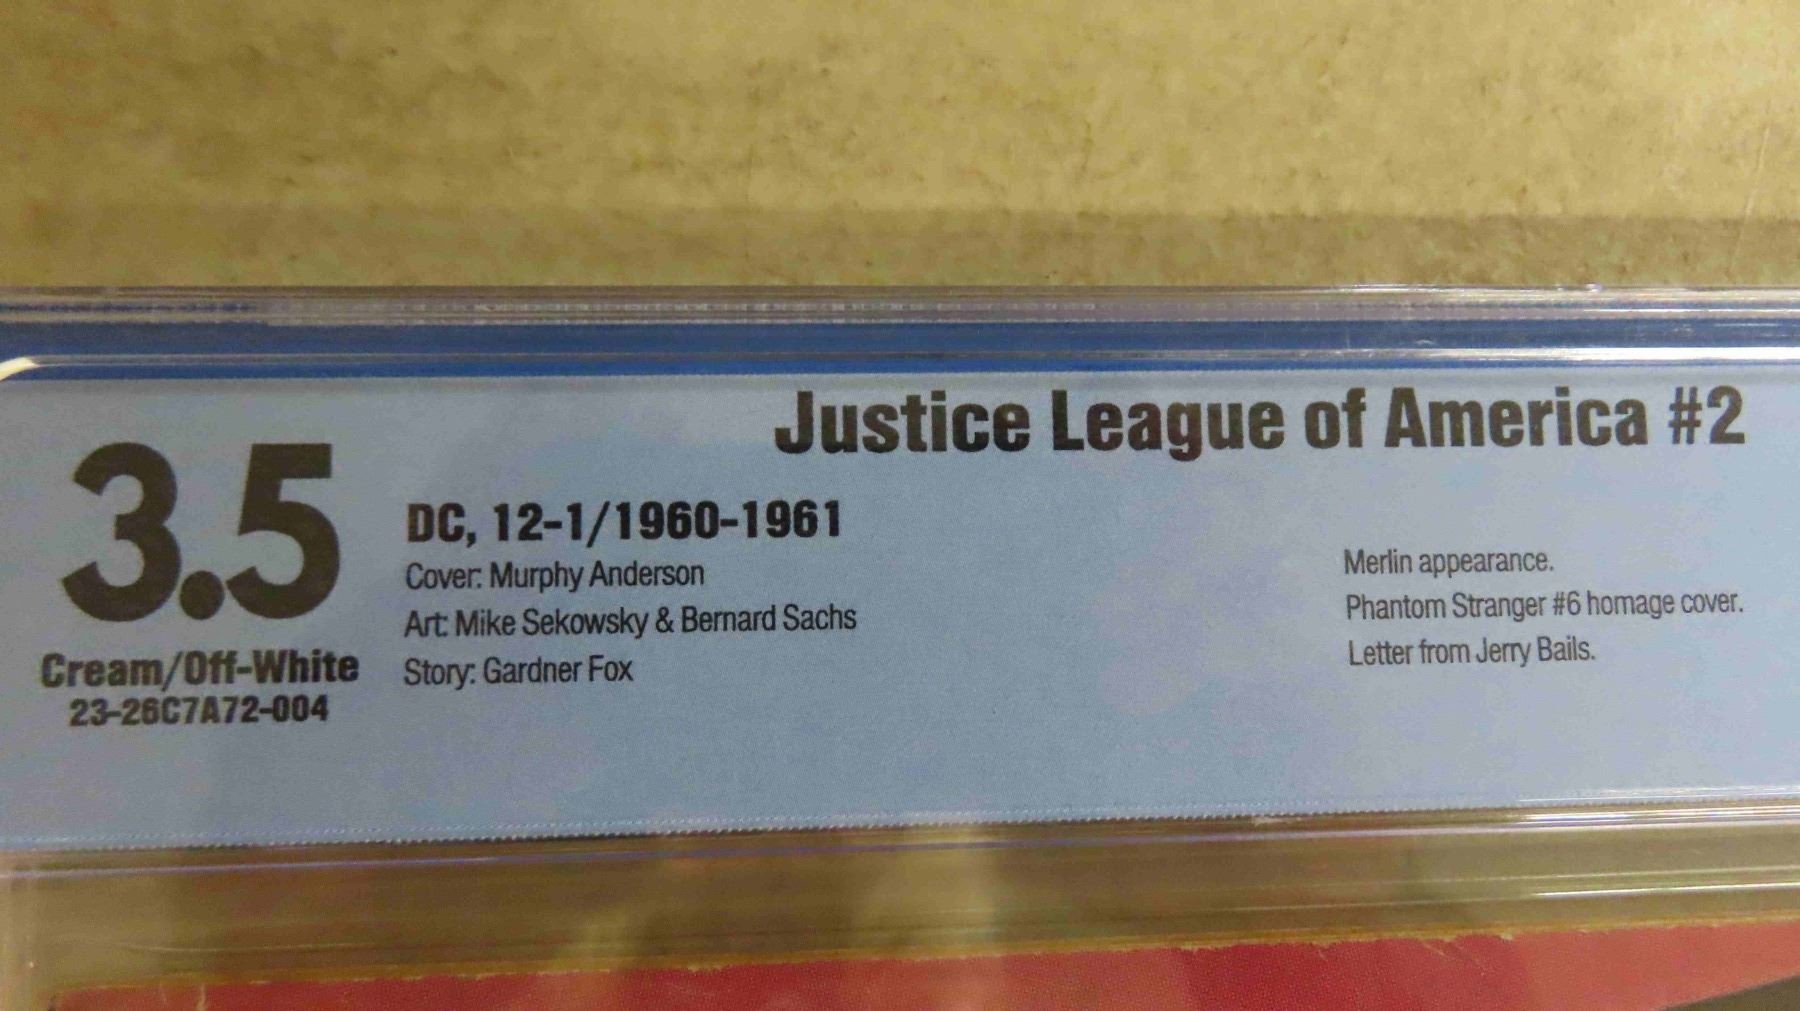 Justice League of America #2
3.5
Cream/Off-White
23-26C7A72-004
DC, 12-1/1960-1961
Cover: Murphy Anderson
Art: Mike Sekowsky & Bernard Sachs
Story: Gardner Fox
Merlin appearance.
Phantom Stranger #6 homage cover.
Letter from Jerry Bails.